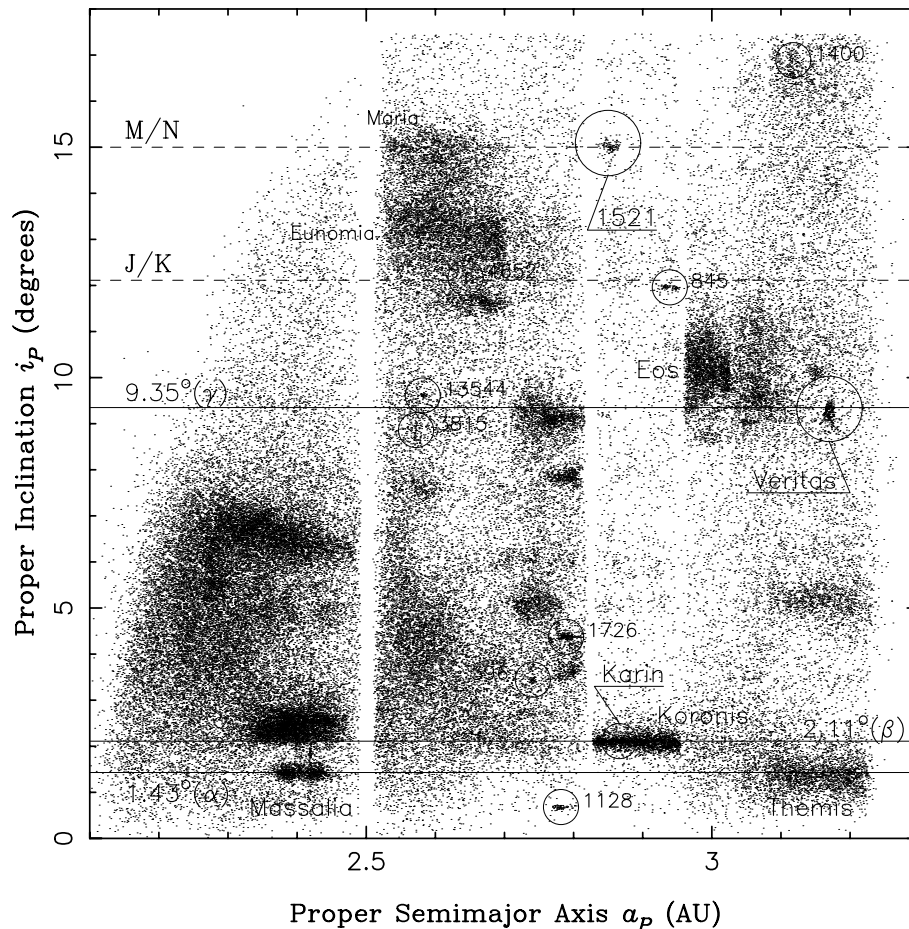 1400
Maria
M/N
15
1521
Eunomia
J/K
4652
845
Eos
9.35°(γ)
13544
10
3815
Veritas
Proper Inclination i_P (degrees)
5
1726
Karin
Koronis
2.11°(β)
1.43°(α)
Massalia
1128
Themis
0
2.5
3
Proper Semimajor Axis a_P (AU)